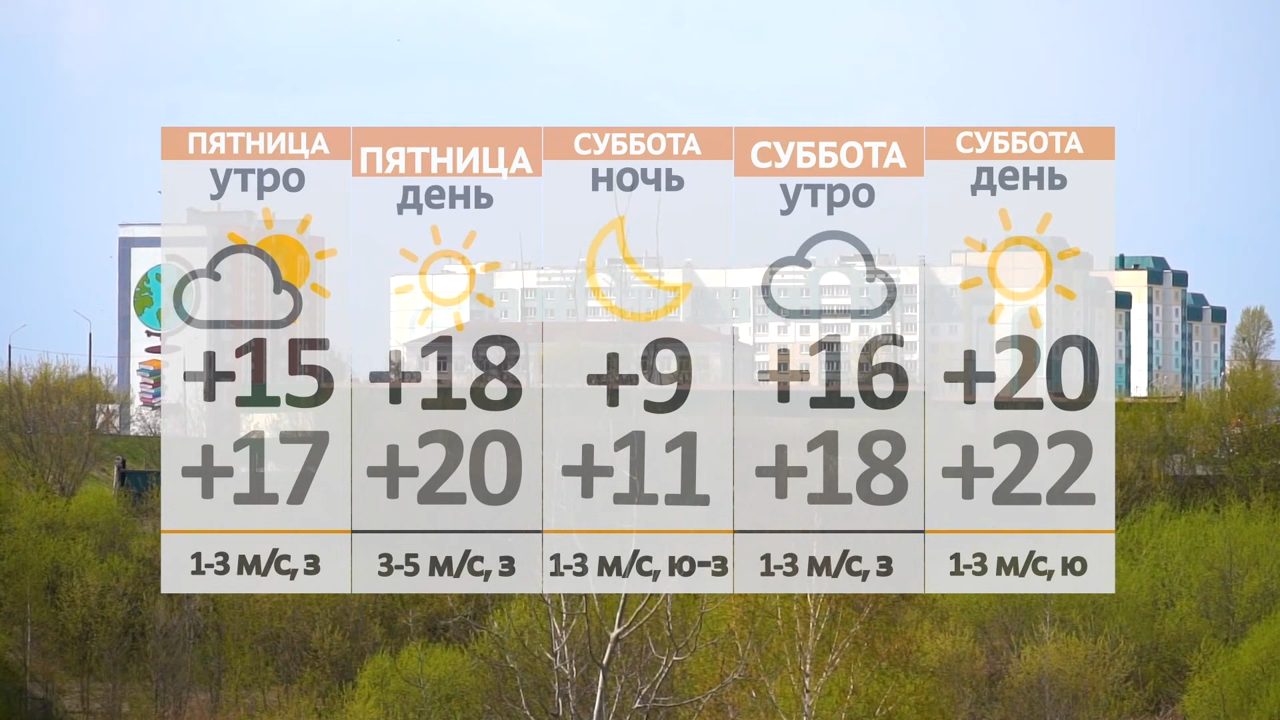 ПЯТНИЦА
утро
+15
+17
1-3 м/с, з
ПЯТНИЦА
день
+18
+20
3-5 м/с, з
СУББОТА
ночь
+9
+11
1-3 м/с, ю-з
СУББОТА
утро
+16
+18
1-3 м/с, з
СУББОТА
день
+20
+22
1-3 м/с, ю